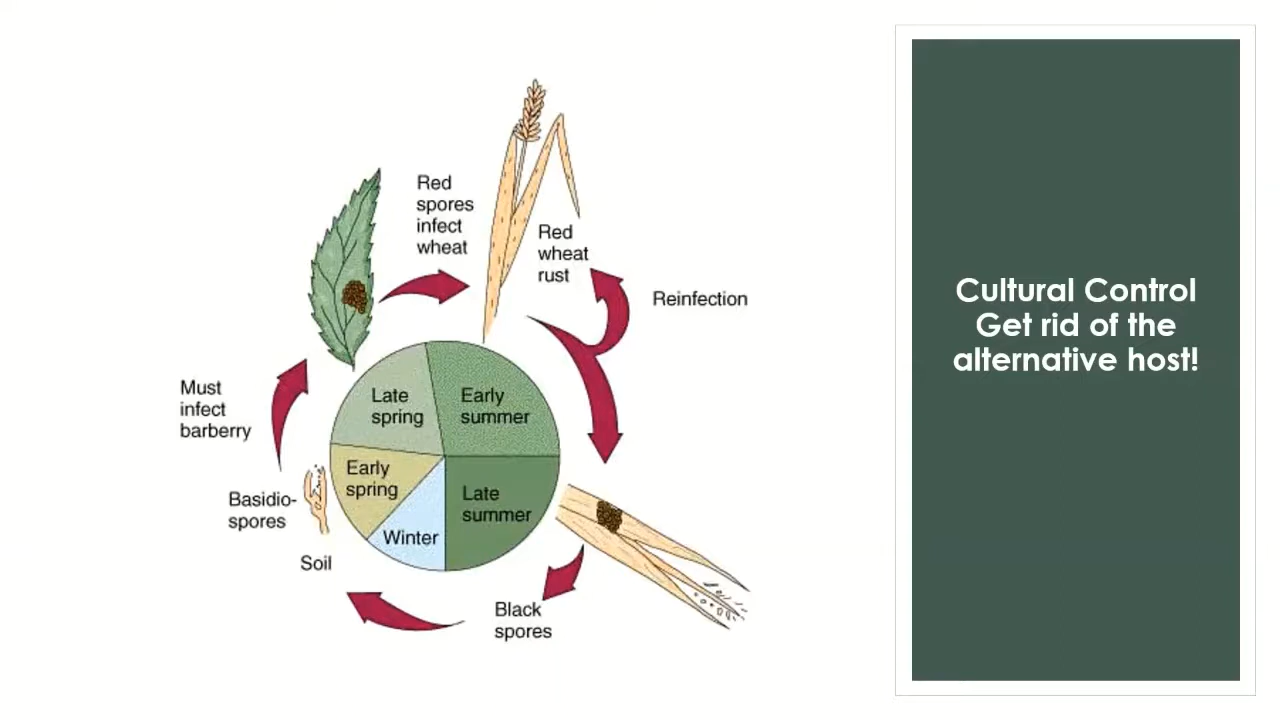 Red
spores
infect
wheat
Red
wheat
rust
Reinfection
Must
infect
barberry
Late
spring
Early
summer
Early
spring
Late
summer
Winter
Basidio-
spores
Soil
Black
spores
Cultural Control
Get rid of the
alternative host!